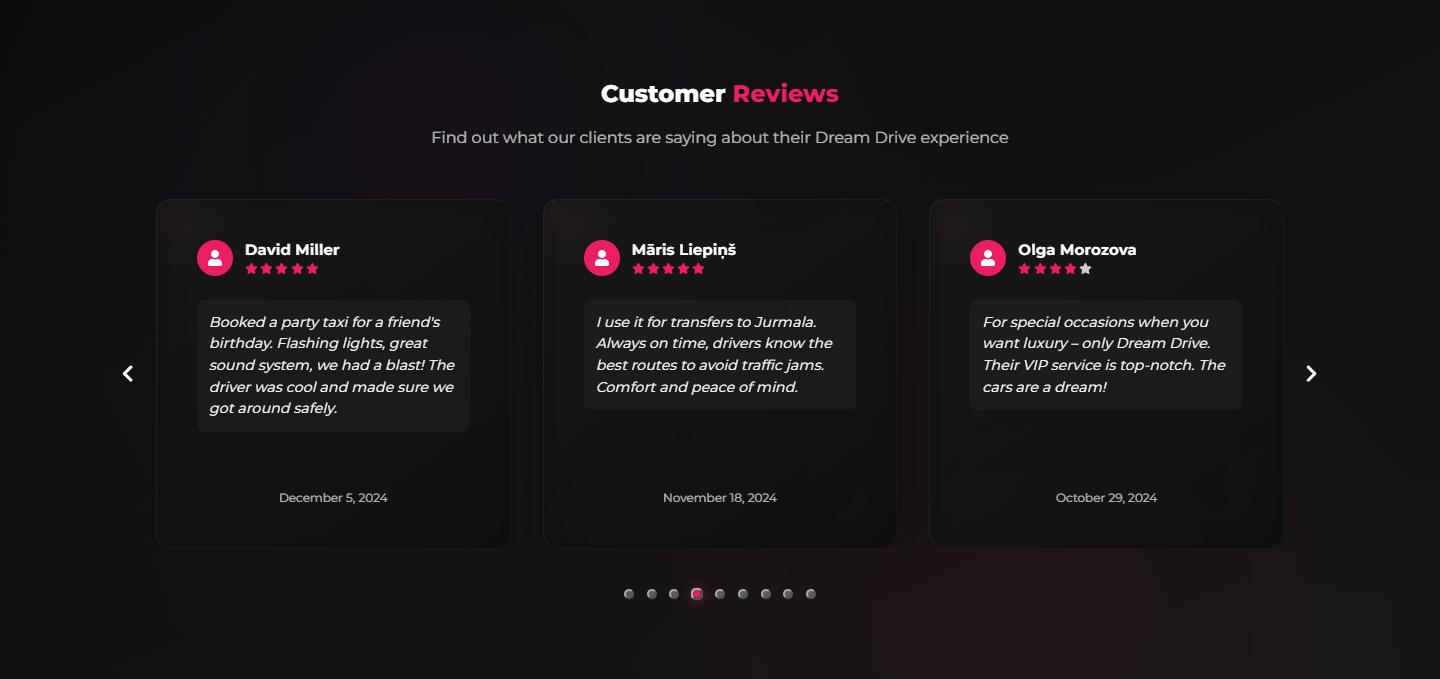 Customer Reviews
Find out what our clients are saying about their Dream Drive experience
David Miller
Booked a party taxi for a friend's
birthday. Flashing lights, great
sound system, we had a blast! The
driver was cool and made sure we
got around safely.
December 5, 2024
Māris Liepiņš
I use it for transfers to Jurmala.
Always on time, drivers know the
best routes to avoid traffic jams.
Comfort and peace of mind.
November 18, 2024
Olga Morozova
For special occasions when you
want luxury – only Dream Drive.
Their VIP service is top-notch. The
cars are a dream!
October 29, 2024